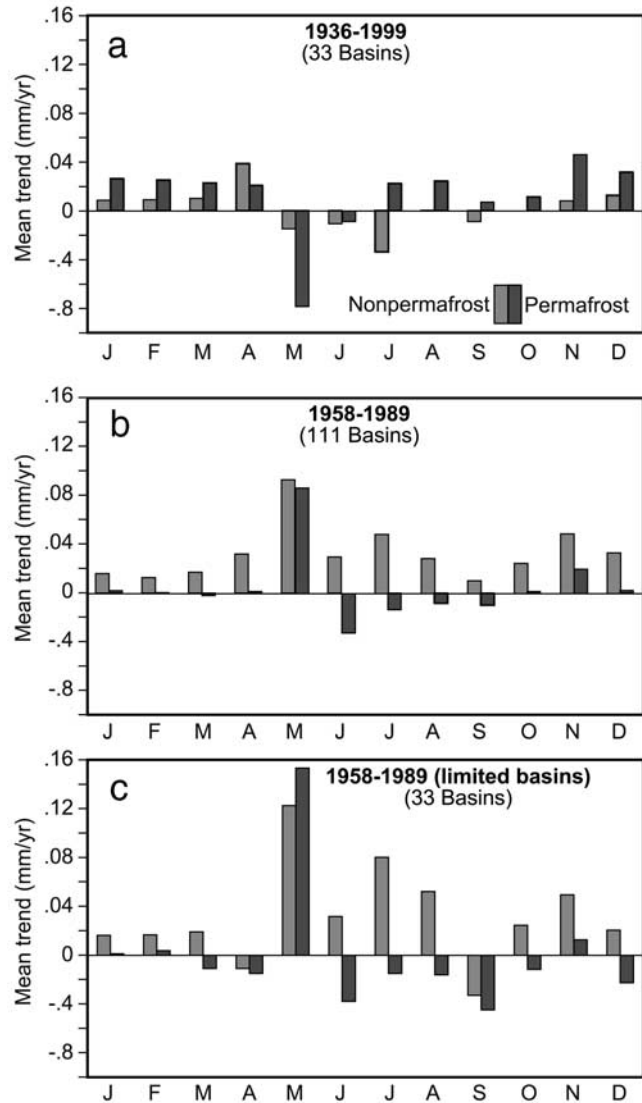 a
1936-1999
(33 Basins)
Mean trend (mm/yr)
.16
.12
.08
.04
0
-.4
-.8
Nonpermafrost Permafrost
J F M A M J J A S O N D
b
1958-1989
(111 Basins)
Mean trend (mm/yr)
.16
.12
.08
.04
0
-.4
-.8
J F M A M J J A S O N D
c
1958-1989 (limited basins)
(33 Basins)
Mean trend (mm/yr)
.16
.12
.08
.04
0
-.4
-.8
J F M A M J J A S O N D